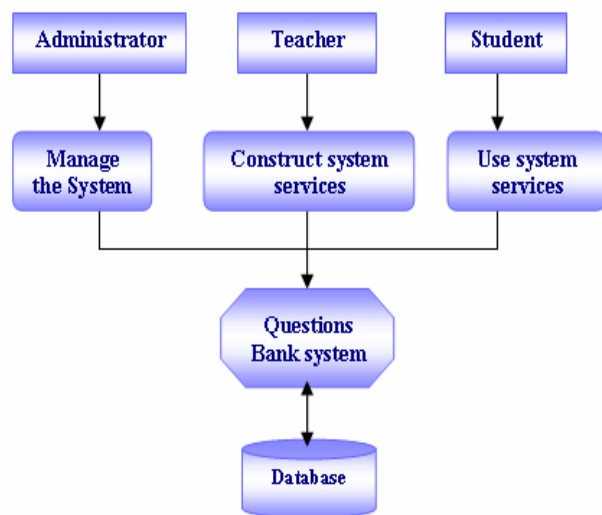 Administrator
Teacher
Student
Manage
the System
Construct system
services
Use system
services
Questions
Bank system
Database